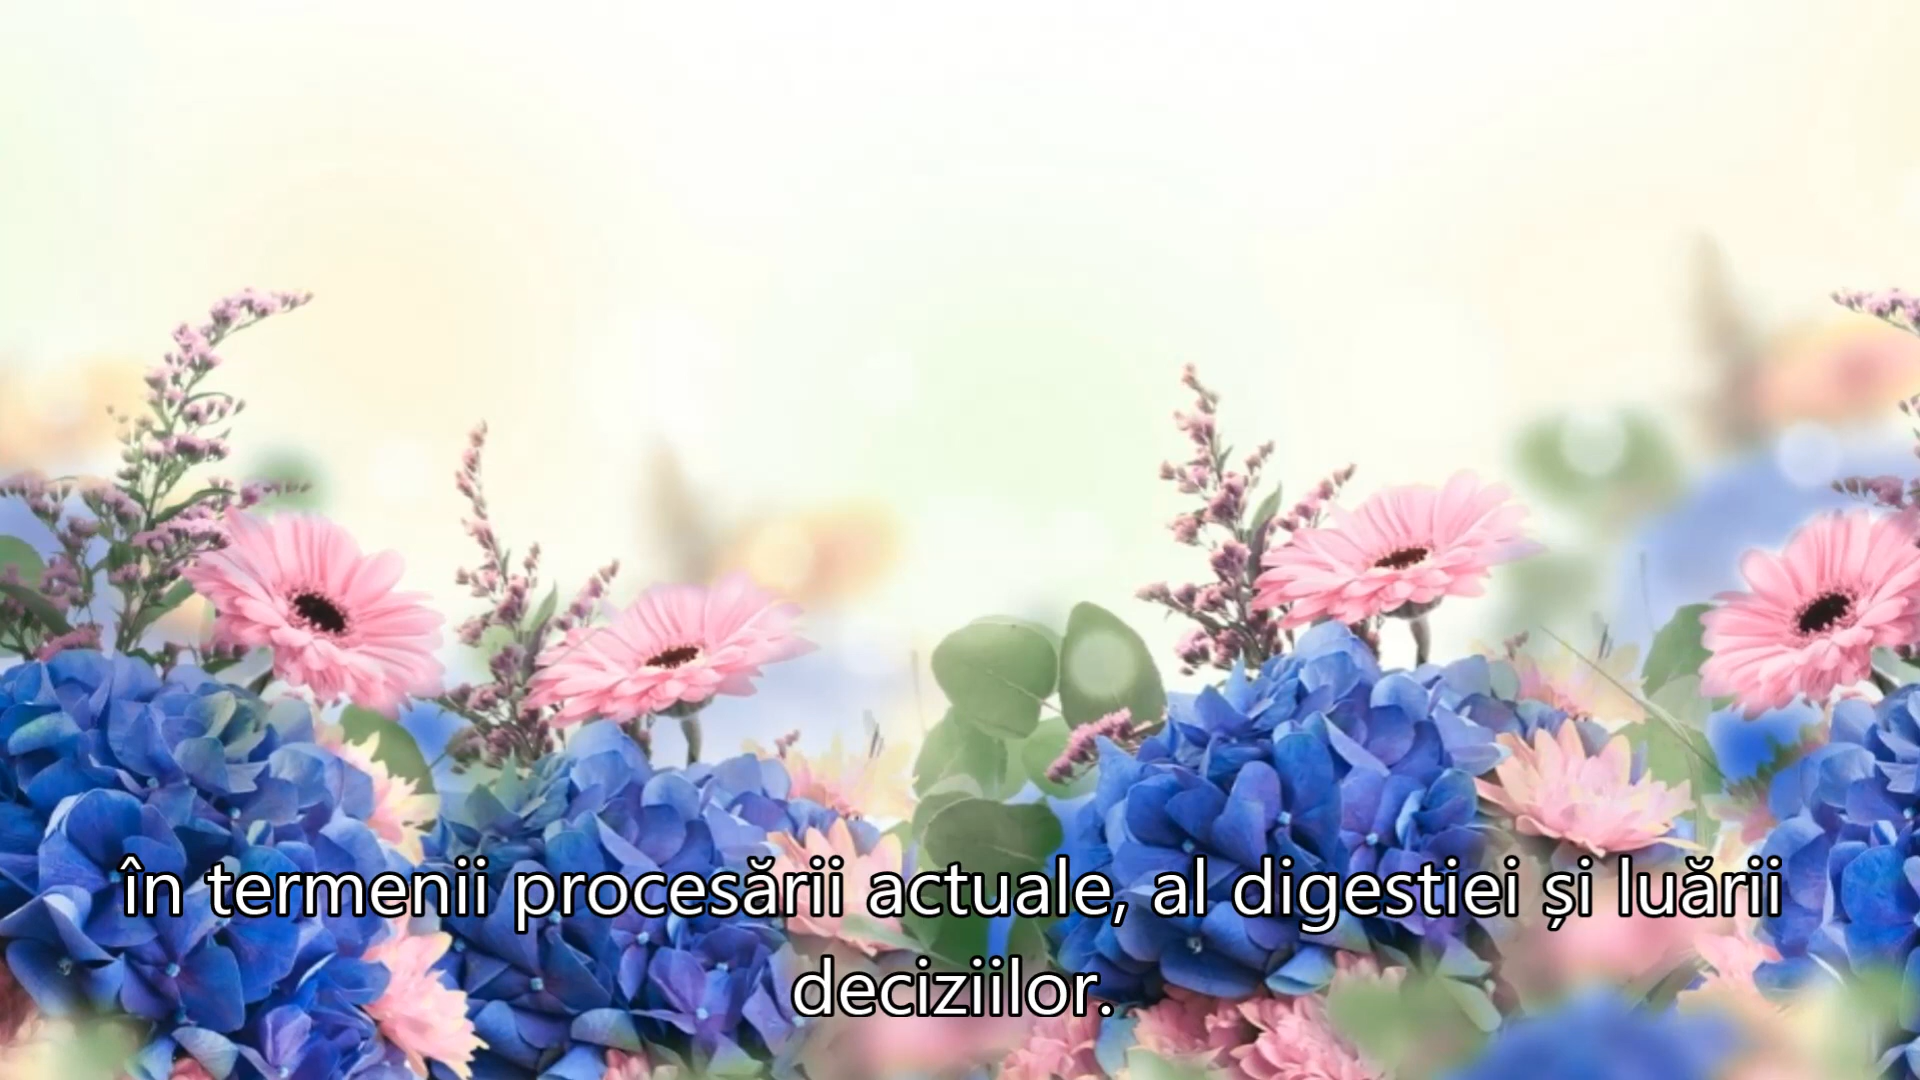 în termenii procesării actuale, al digestiei și luării
deciziilor.